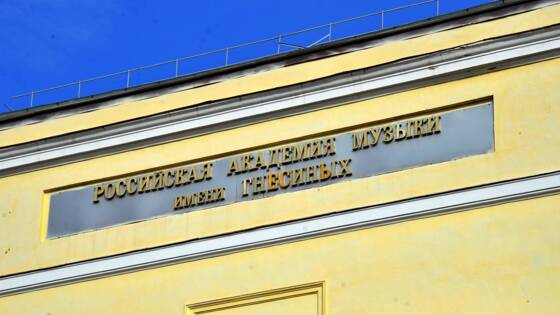 РОССИЙСКАЯ АКАДЕМИЯ МУЗЫКИ
ИМЕНИ ГНЕСИНЫХ